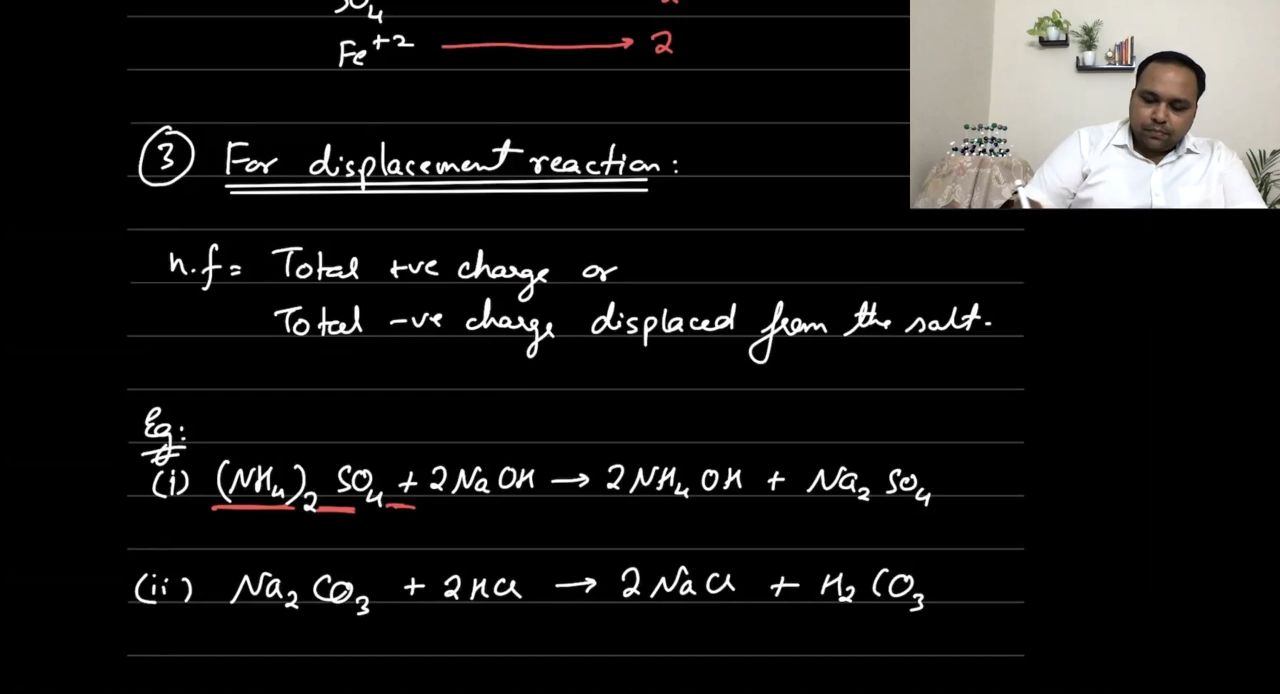 SO4
Fe+2 → 2
③ For displacement reaction:
n.f = Total +ve charge or
Total -ve charge displaced from the salt.
Eg:
(i) (NH4)2 SO4 + 2NaOH → 2NH4OH + Na2SO4
(ii) Na2CO3 + 2HCl → 2NaCl + H2CO3